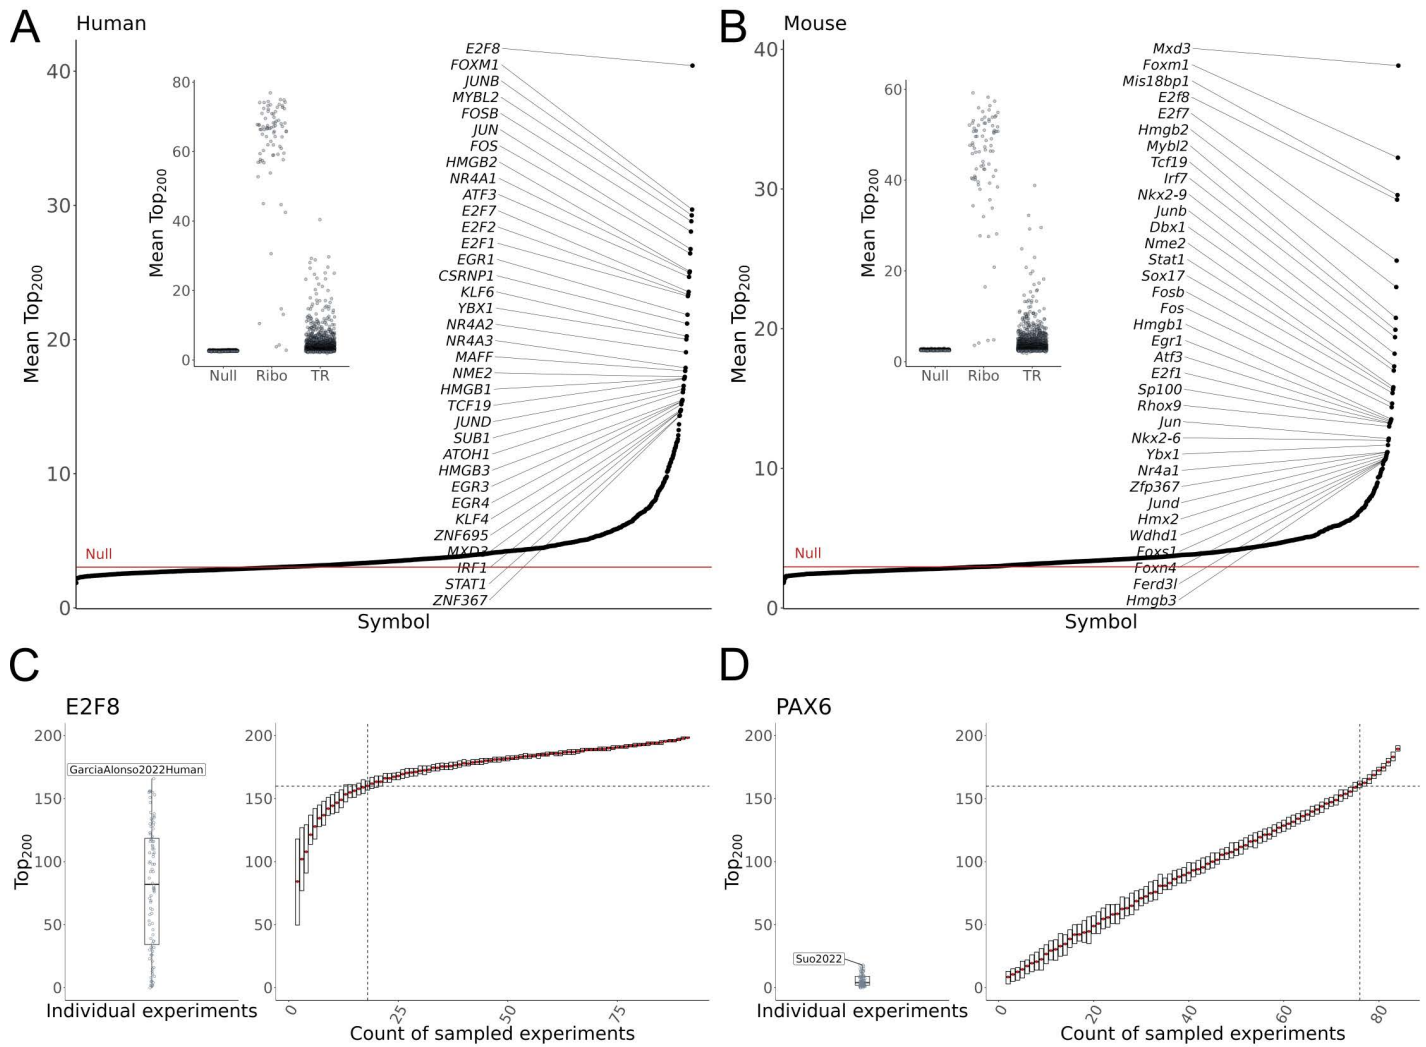 A
Human
Mean Top200
40
30
20
10
0
80
60
40
20
0
Mean Top200
Null
Ribo
TR
E2F8
FOXM1
JUNB
MYBL2
FOSB
JUN
FOS
HMGB2
NR4A1
ATF3
E2F7
E2F2
E2F1
EGR1
CSRNP1
KLF6
YBX1
NR4A2
NR4A3
MAFF
NME2
HMGB1
TCF19
JUND
SUB1
ATOH1
HMGB3
EGR3
EGR4
KLF4
ZNF695
MXD3
IRF1
STAT1
ZNF367
Null
Symbol
B
Mouse
Mean Top200
40
30
20
10
0
60
40
20
0
Mean Top200
Null
Ribo
TR
Mxd3
Foxm1
Mis18bp1
E2f8
E2f7
Hmgb2
Mybl2
Tcf19
Irf7
Nkx2-9
Junb
Dbx1
Nme2
Stat1
Sox17
Fosb
Fos
Hmgb1
Egr1
Atf3
E2f1
Sp100
Rhox9
Jun
Nkx2-6
Ybx1
Nr4a1
Zfp367
Jund
Hmx2
Wdhd1
Foxs1
Foxn4
Ferd3l
Hmgb3
Null
Symbol
C
E2F8
Top200
200
150
100
50
0
GarciaAlonso2022Human
Individual experiments
200
150
100
50
0
0
25
50
75
Count of sampled experiments
D
PAX6
Top200
200
150
100
50
0
Suo2022
Individual experiments
200
150
100
50
0
0
20
40
60
80
Count of sampled experiments